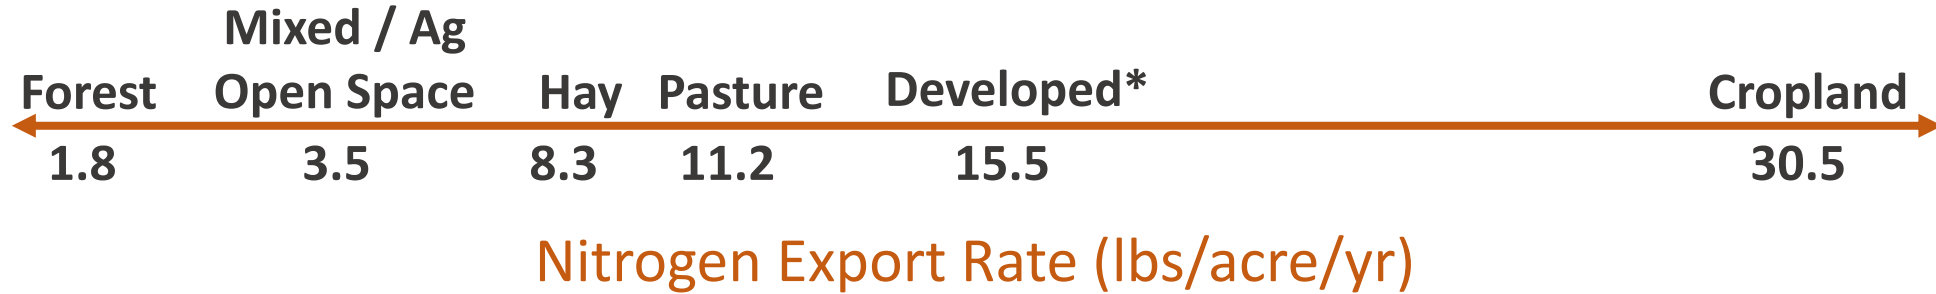 Mixed / Ag
Forest Open Space Hay Pasture Developed* Cropland
1.8 3.5 8.3 11.2 15.5 30.5
Nitrogen Export Rate (lbs/acre/yr)